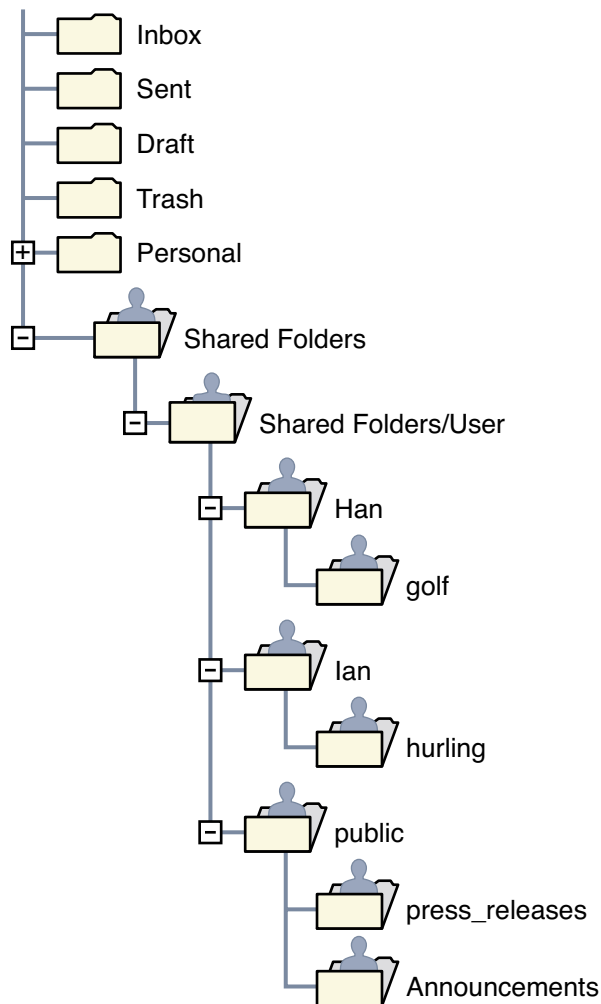 Inbox
Sent
Draft
Trash
Personal
Shared Folders
Shared Folders/User
Han
golf
Ian
hurling
public
press_releases
Announcements